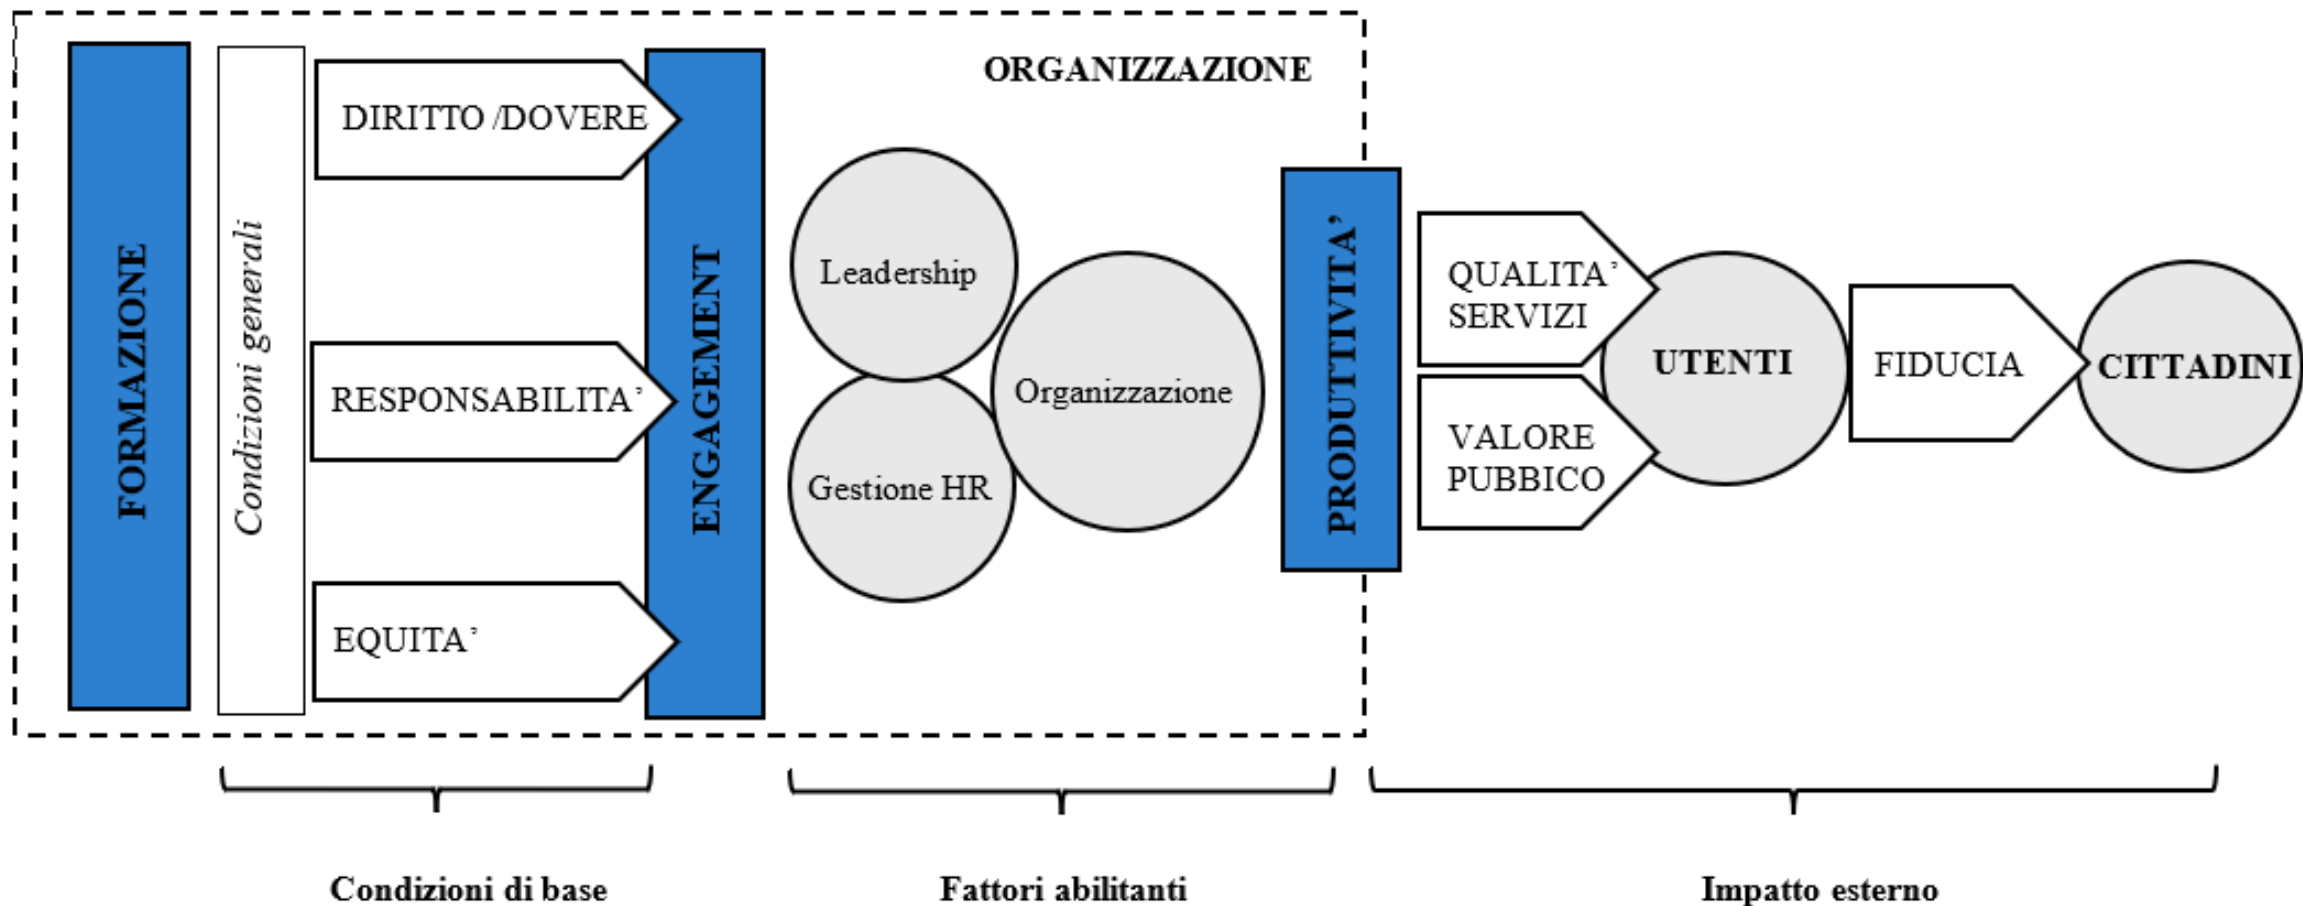 ORGANIZZAZIONE
FORMAZIONE
Condizioni generali
DIRITTO /DOVERE
RESPONSABILITA’
EQUITA’
ENGAGEMENT
Leadership
Gestione HR
Organizzazione
PRODUTTIVITA’
QUALITA’
SERVIZI
VALORE
PUBBICO
UTENTI
FIDUCIA
CITTADINI
Condizioni di base
Fattori abilitanti
Impatto esterno